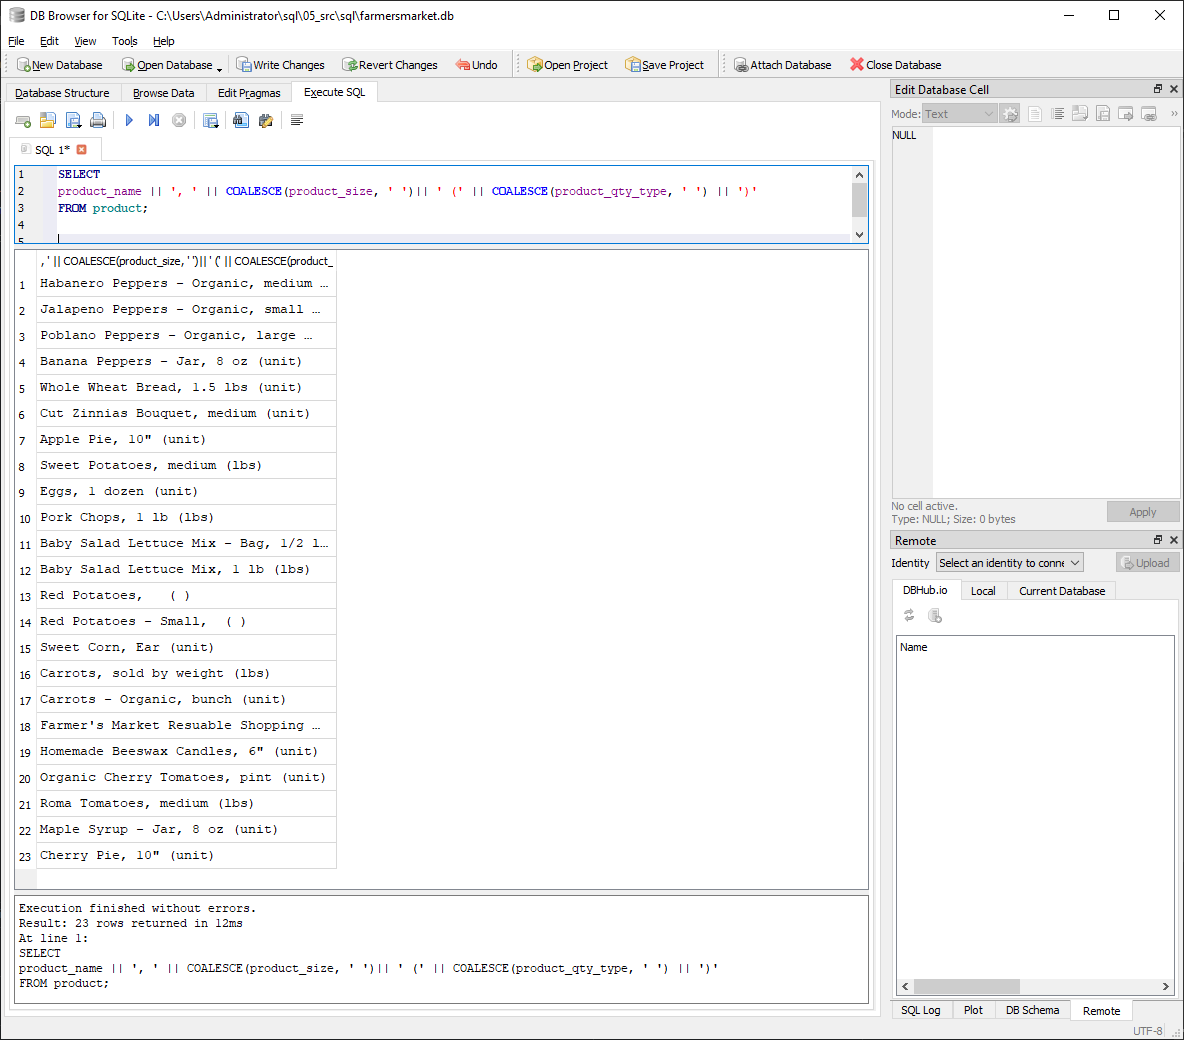 DB Browser for SQLite - C:\Users\Administrator\sql\05_src\sql\farmersmarket.db
File Edit View Tools Help
New Database Open Database Write Changes Revert Changes Undo Open Project Save Project Attach Database Close Database
Database Structure Browse Data Edit Pragmas Execute SQL
SQL 1*
1 SELECT
2 product_name || ', ' || COALESCE(product_size, ' ')|| ' (' || COALESCE(product_qty_type, ' ') || ')'
3 FROM product;
4
5
, ' || COALESCE(product_size, ' ')|| ' (' || COALESCE(product_
1 Habanero Peppers - Organic, medium ...
2 Jalapeno Peppers - Organic, small ...
3 Poblano Peppers - Organic, large ...
4 Banana Peppers - Jar, 8 oz (unit)
5 Whole Wheat Bread, 1.5 lbs (unit)
6 Cut Zinnias Bouquet, medium (unit)
7 Apple Pie, 10" (unit)
8 Sweet Potatoes, medium (lbs)
9 Eggs, 1 dozen (unit)
10 Pork Chops, 1 lb (lbs)
11 Baby Salad Lettuce Mix - Bag, 1/2 l...
12 Baby Salad Lettuce Mix, 1 lb (lbs)
13 Red Potatoes,   ( )
14 Red Potatoes - Small,  ( )
15 Sweet Corn, Ear (unit)
16 Carrots, sold by weight (lbs)
17 Carrots - Organic, bunch (unit)
18 Farmer's Market Resuable Shopping ...
19 Homemade Beeswax Candles, 6" (unit)
20 Organic Cherry Tomatoes, pint (unit)
21 Roma Tomatoes, medium (lbs)
22 Maple Syrup - Jar, 8 oz (unit)
23 Cherry Pie, 10" (unit)
Execution finished without errors.
Result: 23 rows returned in 12ms
At line 1:
SELECT
product_name || ', ' || COALESCE(product_size, ' ')|| ' (' || COALESCE(product_qty_type, ' ') || ')'
FROM product;
Edit Database Cell
Mode: Text »
NULL
No cell active.
Type: NULL; Size: 0 bytes
Apply
Remote
Identity Select an identity to conne Upload
DBHub.io Local Current Database
Name
SQL Log Plot DB Schema Remote
UTF-8